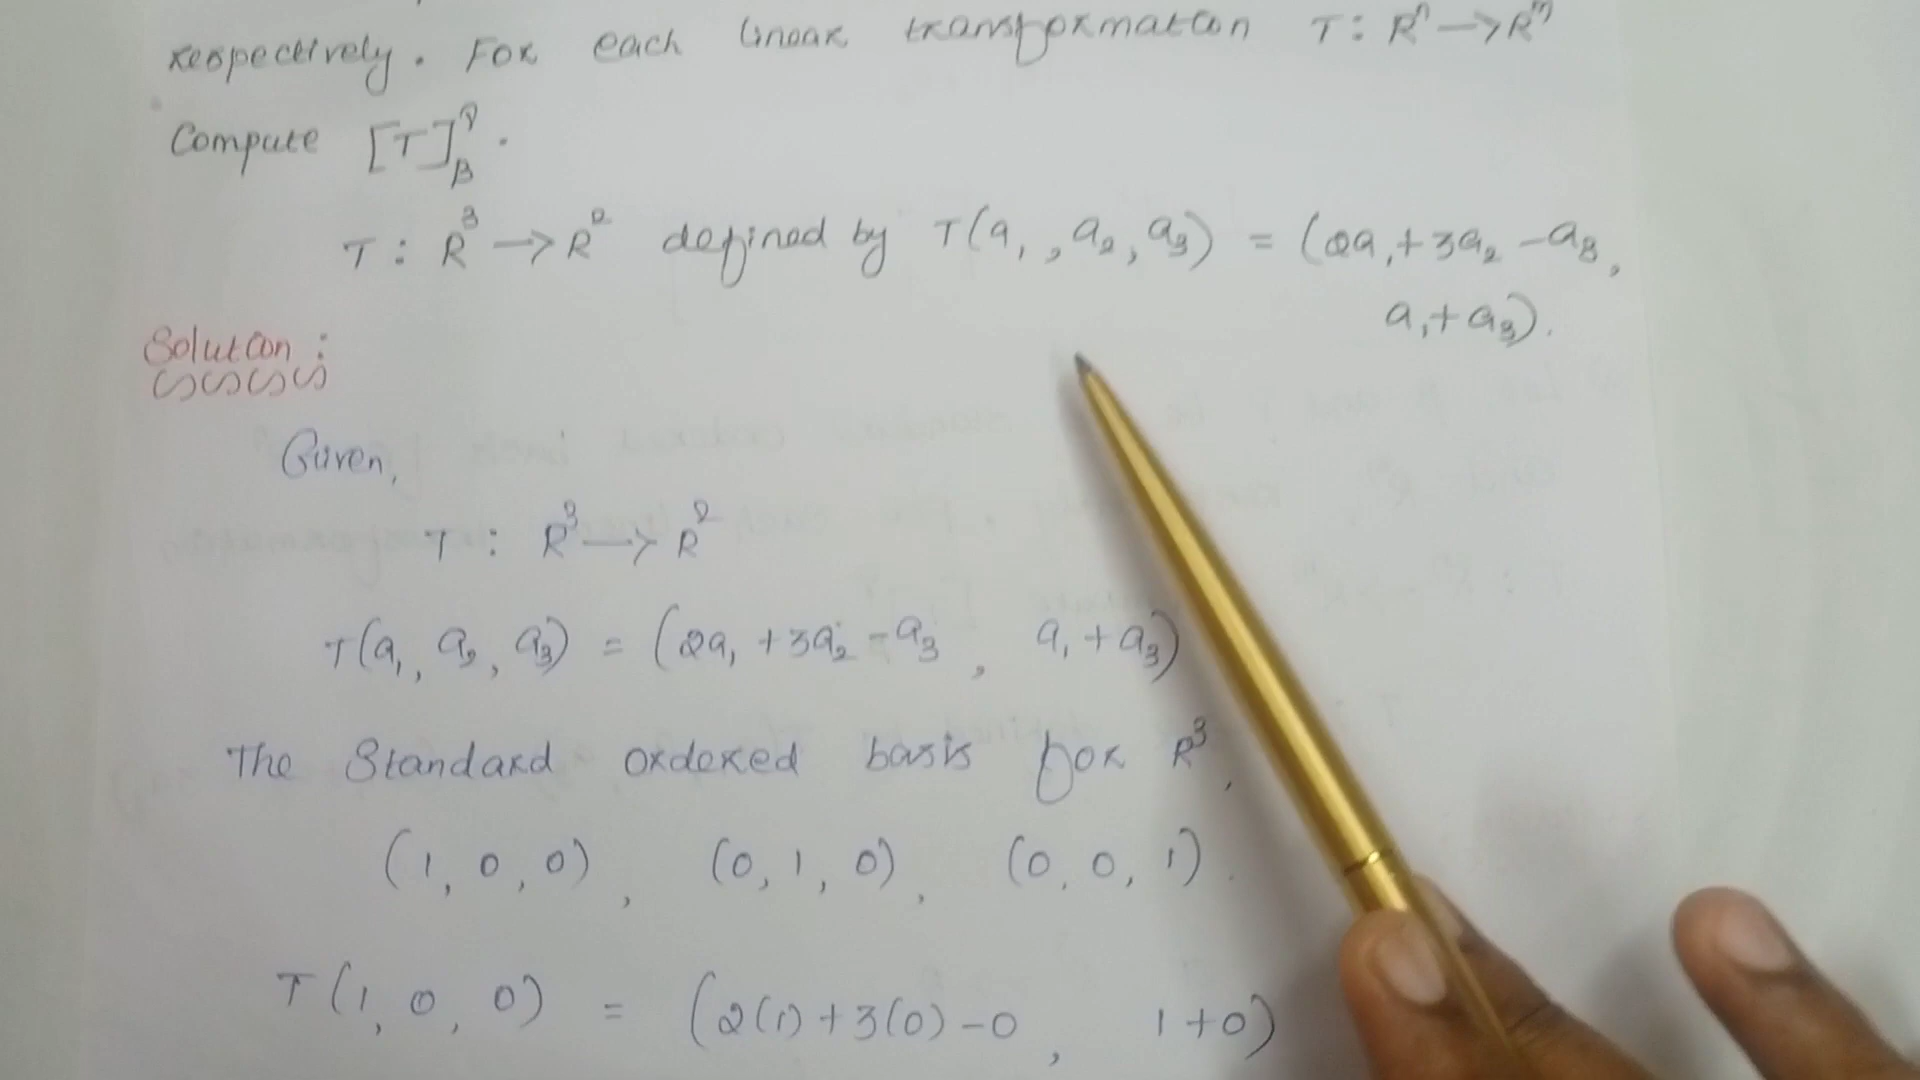 respectively. For each linear transformation T: Rⁿ → Rᵐ
Compute [T]ᵧᵦ.
T : R³ → R² defined by T(a₁, a₂, a₃) = (2a₁ + 3a₂ - a₃,
a₁ + a₃).
Solution :
Given,
T : R³ → R²
T(a₁, a₂, a₃) = (2a₁ + 3a₂ - a₃, a₁ + a₃)
The Standard ordered basis for R³,
(1, 0, 0), (0, 1, 0), (0, 0, 1).
T(1, 0, 0) = (2(1) + 3(0) - 0, 1 + 0)